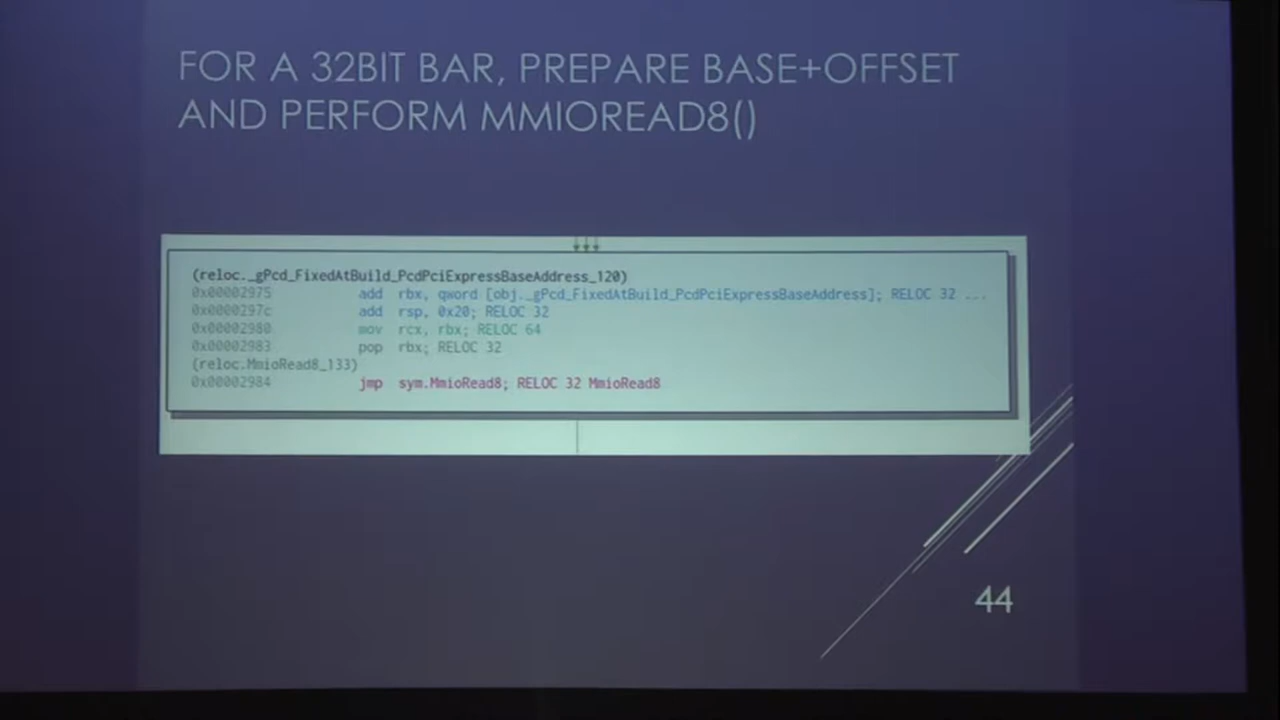 FOR A 32BIT BAR, PREPARE BASE+OFFSET
AND PERFORM MMIOREAD8()
(reloc._gPcd_FixedAtBuild_PcdPciExpressBaseAddress_120)
0x00002975 add rbx, qword [obj._gPcd_FixedAtBuild_PcdPciExpressBaseAddress]; RELOC 32 ...
0x0000297c add rsp, 0x20; RELOC 32
0x00002980 mov rcx, rbx; RELOC 64
0x00002983 pop rbx; RELOC 32
(reloc.MmioRead8_133)
0x00002984 jmp sym.MmioRead8; RELOC 32 MmioRead8
44